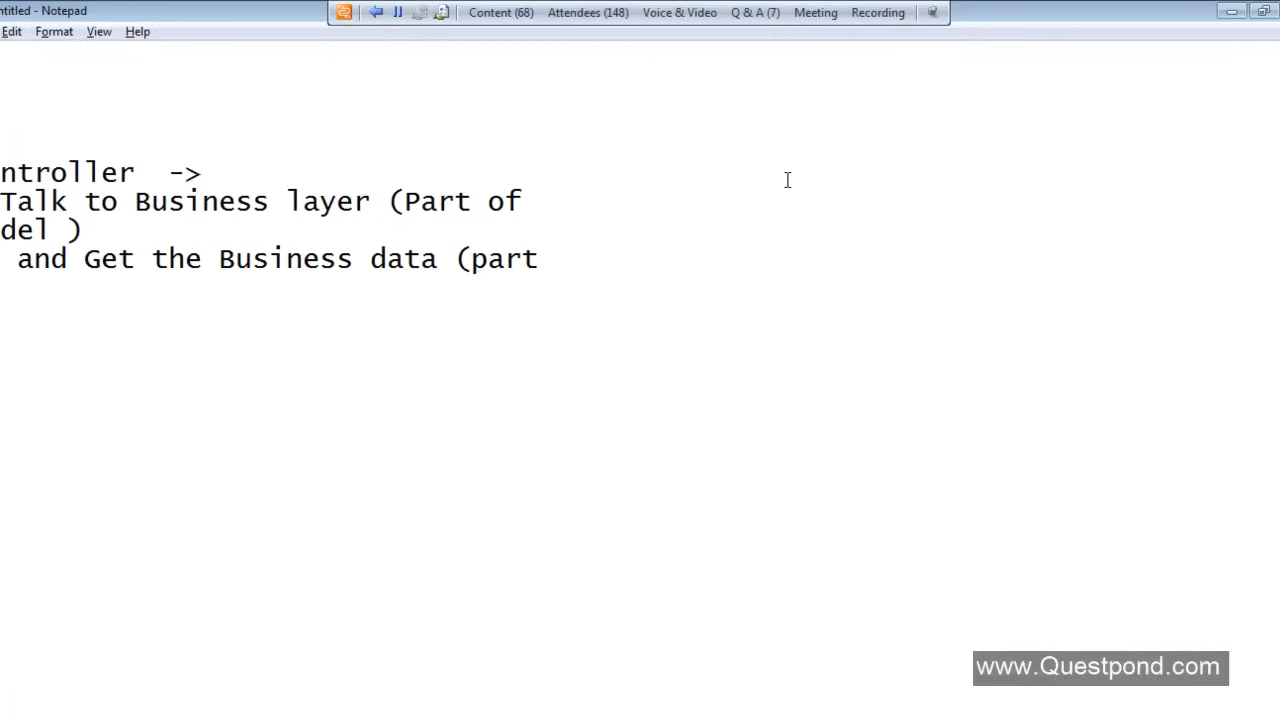 ntitled - Notepad
Content (68) Attendees (148) Voice & Video Q & A (7) Meeting Recording
Edit Format View Help
ntroller ->
Talk to Business layer (Part of
del )
and Get the Business data (part
www.Questpond.com